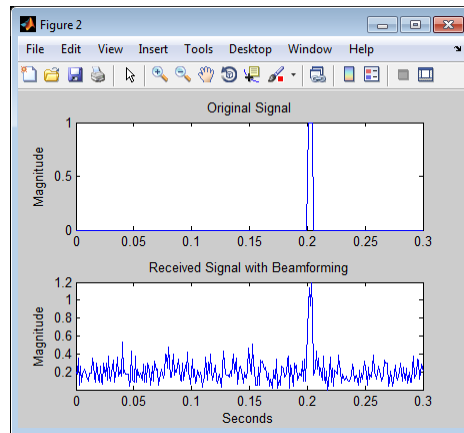 Figure 2
File Edit View Insert Tools Desktop Window Help
Original Signal
Magnitude
1
0.5
0
0 0.05 0.1 0.15 0.2 0.25 0.3
Received Signal with Beamforming
Magnitude
1.2
1
0.8
0.6
0.4
0.2
0 0.05 0.1 0.15 0.2 0.25 0.3
Seconds